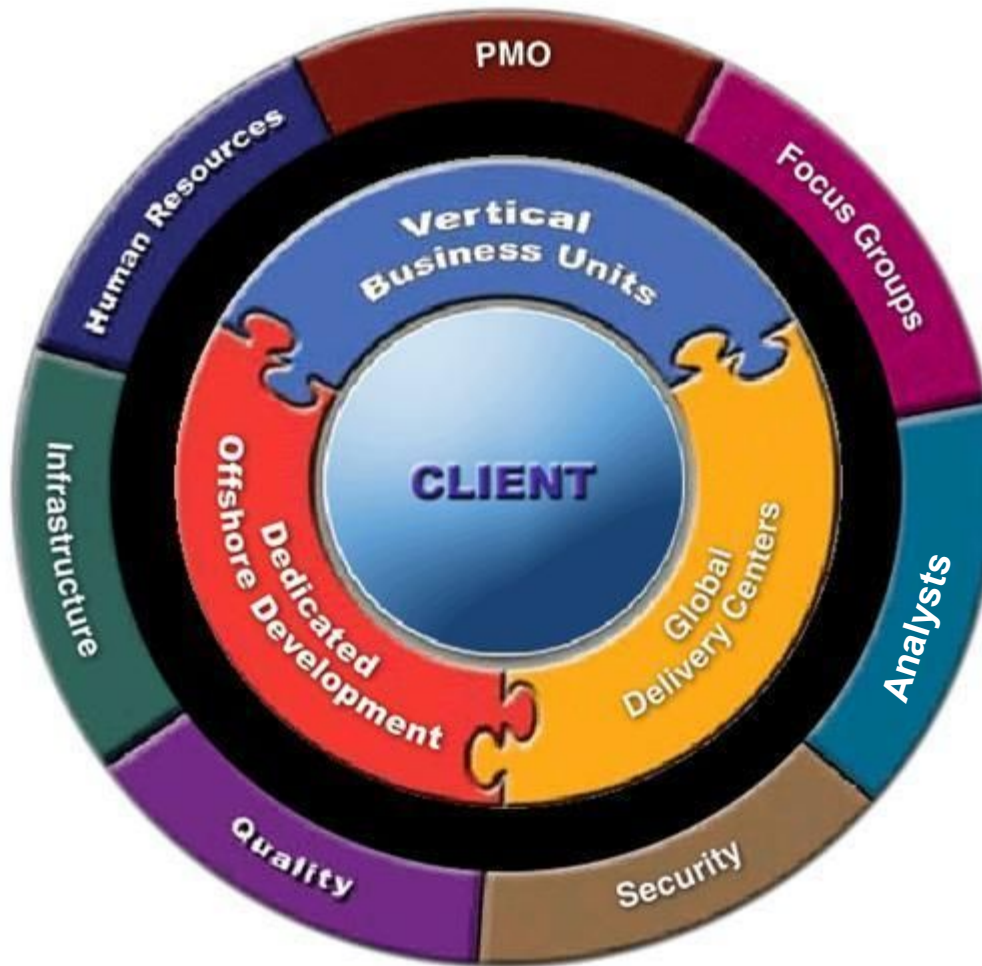 PMO
Focus Groups
Analysts
Security
Quality
Infrastructure
Human Resources
Vertical
Business Units
Global
Delivery Centers
Dedicated
Offshore Development
CLIENT